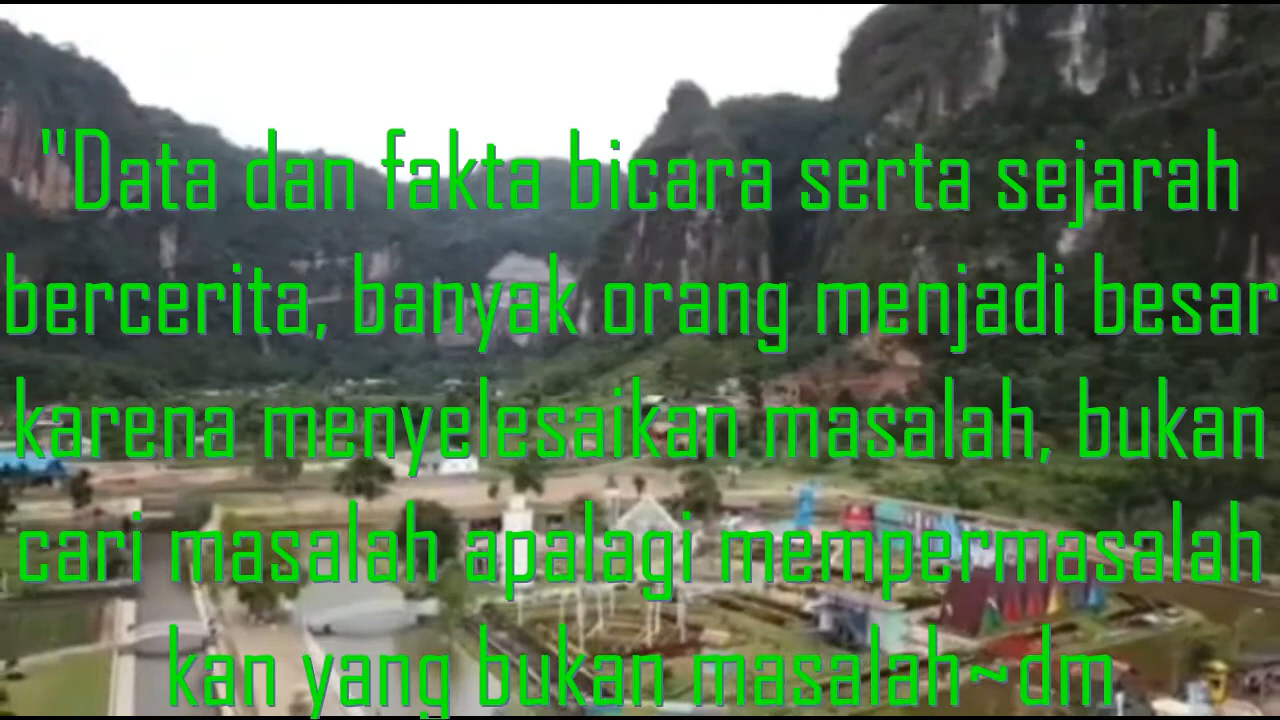 "Data dan fakta bicara serta sejarah
bercerita, banyak orang menjadi besar
karena menyelesaikan masalah, bukan
cari masalah apalagi mempermasalah
kan yang bukan masalah~dm